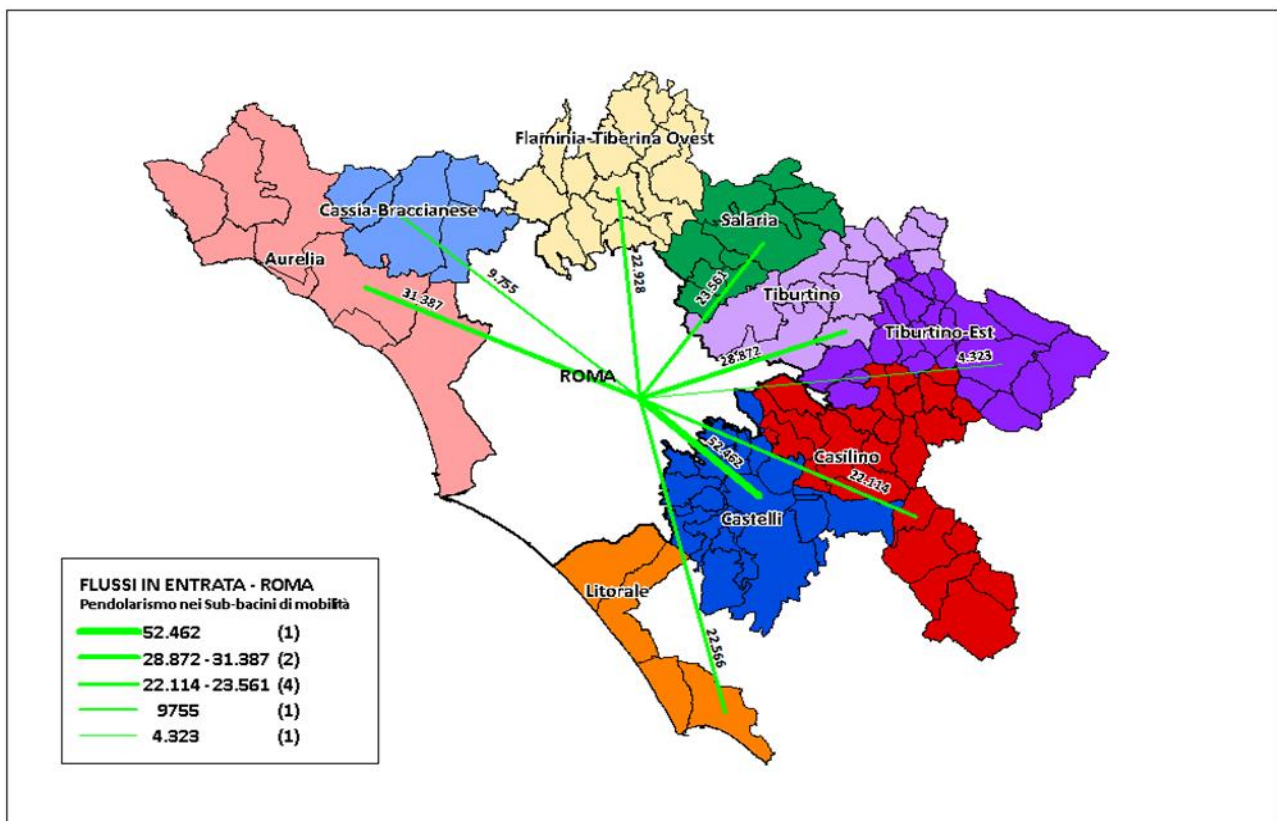 Flaminia-Tiberina Ovest
Cassia-Braccianese
Salaria
Aurelia
9.755
22.928
23.561
Tiburtino
31.387
Tiburtino-Est
28.872
4.323
ROMA
52.462
Casilino
22.114
Castelli
Litorale
22.566
FLUSSI IN ENTRATA - ROMA
Pendolarismo nei Sub-bacini di mobilità
52.462 (1)
28.872 - 31.387 (2)
22.114 - 23.561 (4)
9755 (1)
4.323 (1)